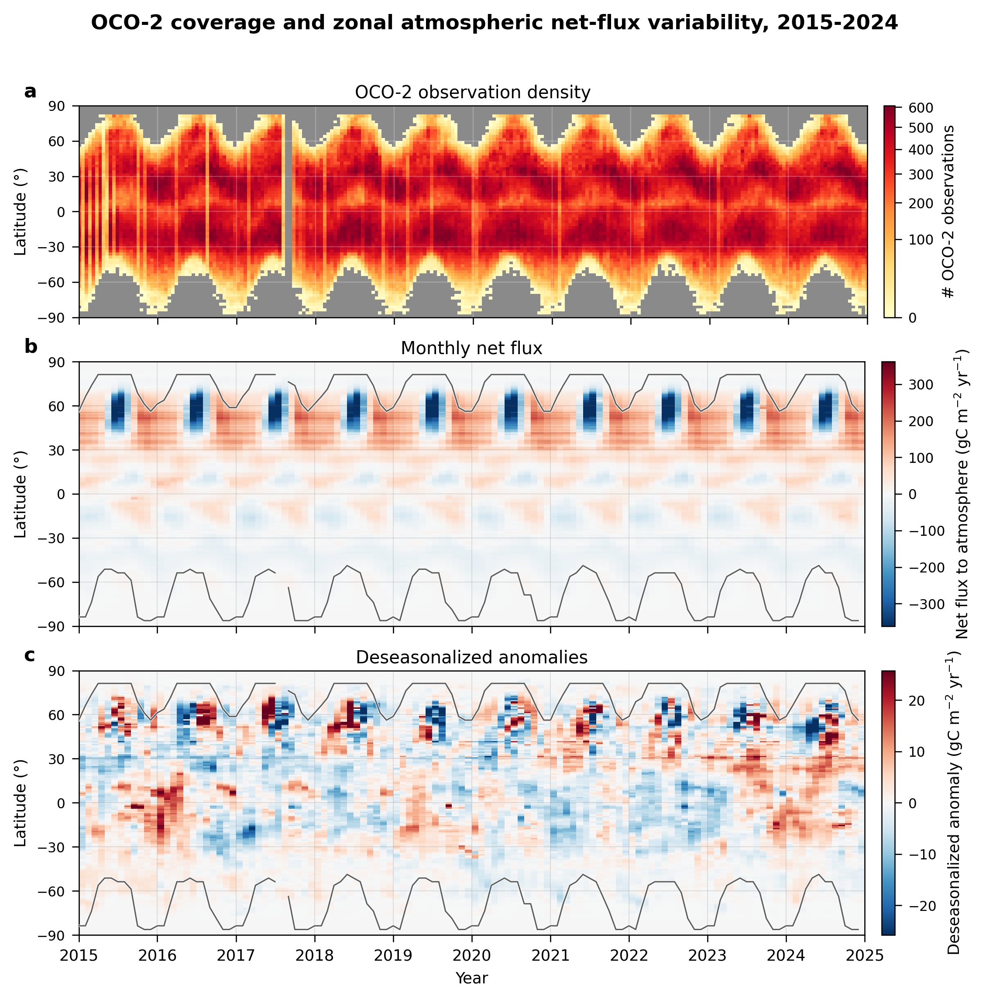 OCO-2 coverage and zonal atmospheric net-flux variability, 2015-2024
a
OCO-2 observation density
90
60
30
0
−30
−60
−90
Latitude (°)
600
500
400
300
200
100
0
# OCO-2 observations
b
Monthly net flux
90
60
30
0
−30
−60
−90
Latitude (°)
300
200
100
0
−100
−200
−300
Net flux to atmosphere (gC m⁻² yr⁻¹)
c
Deseasonalized anomalies
90
60
30
0
−30
−60
−90
Latitude (°)
20
10
0
−10
−20
Deseasonalized anomaly (gC m⁻² yr⁻¹)
2015 2016 2017 2018 2019 2020 2021 2022 2023 2024 2025
Year